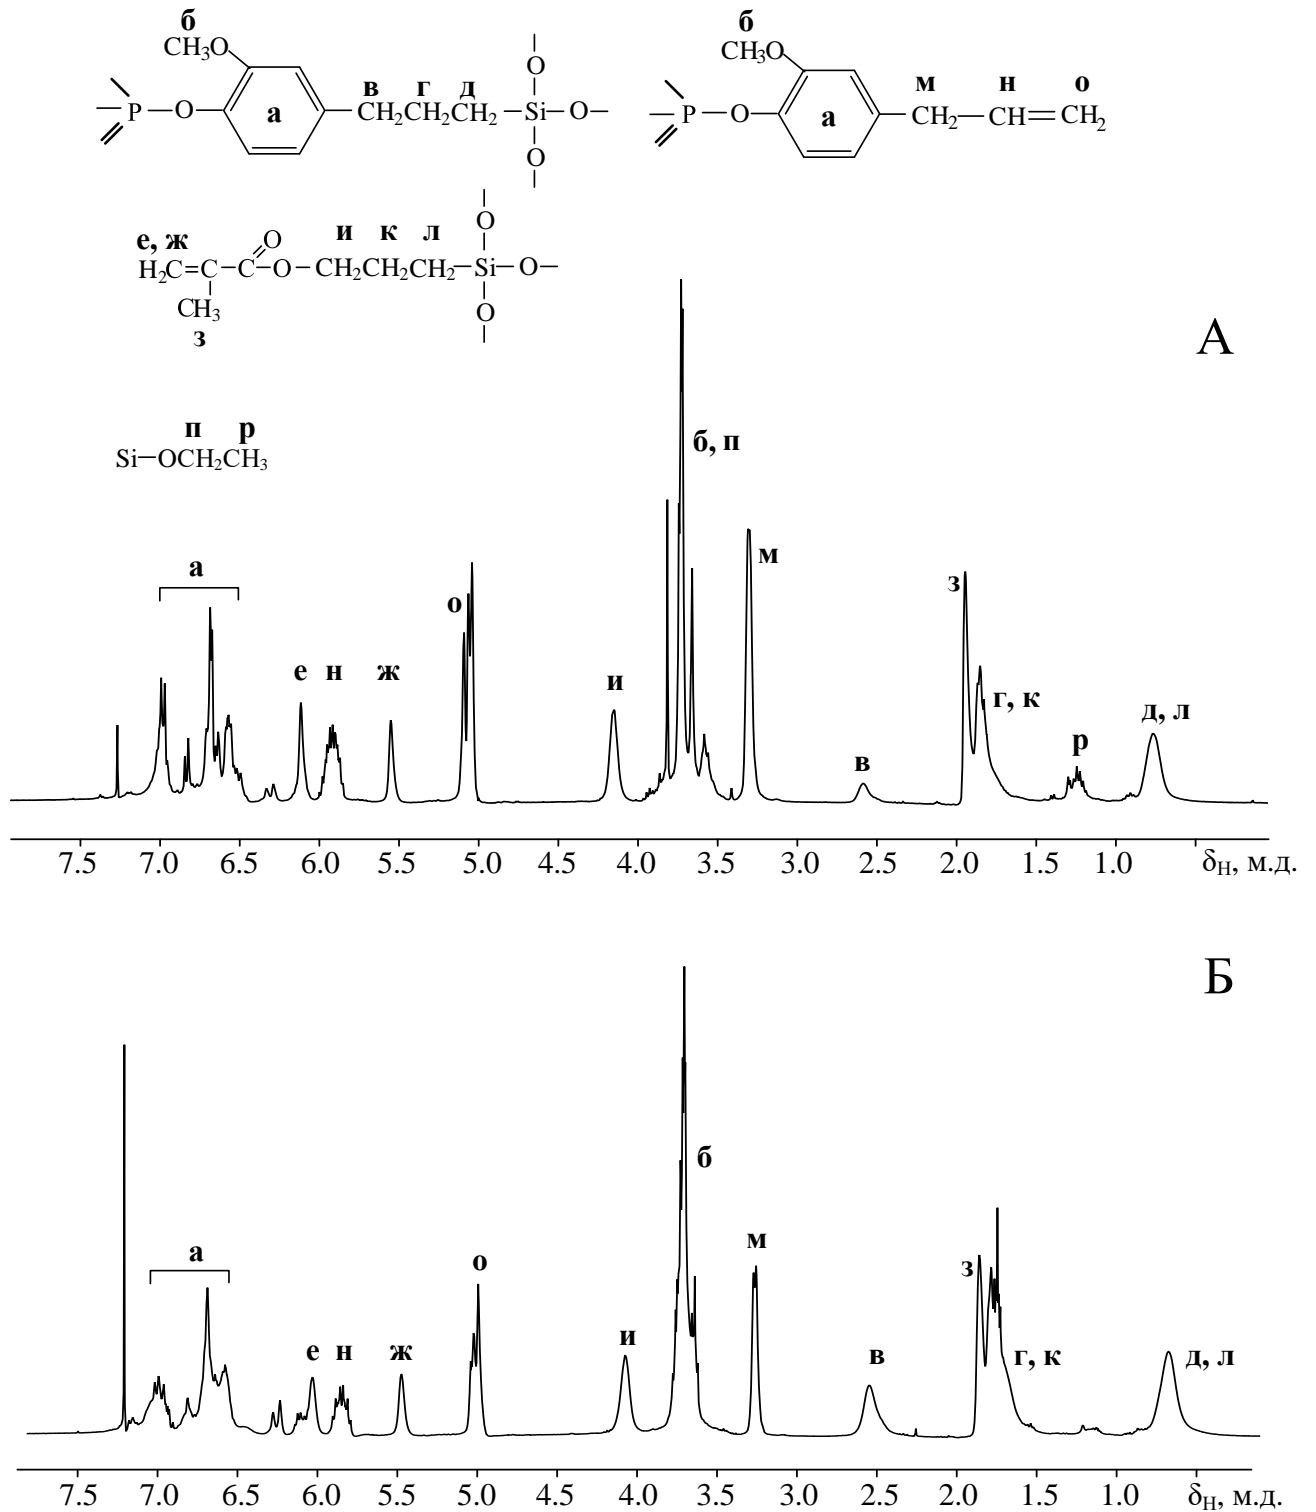 б б
CH3O CH3O
O
в г д м н о
P O а CH2CH2CH2 Si O P O а CH2 CH CH2
O
е, ж O и к л O
H2C C C O CH2CH2CH2 Si O
CH3 O
з
А
п р
Si OCH2CH3
б, п
а о е н ж и м в з г, к р д, л
7.5 7.0 6.5 6.0 5.5 5.0 4.5 4.0 3.5 3.0 2.5 2.0 1.5 1.0 δH, м.д.
Б
б
а о е н ж и м в з г, к д, л
7.5 7.0 6.5 6.0 5.5 5.0 4.5 4.0 3.5 3.0 2.5 2.0 1.5 1.0 δH, м.д.